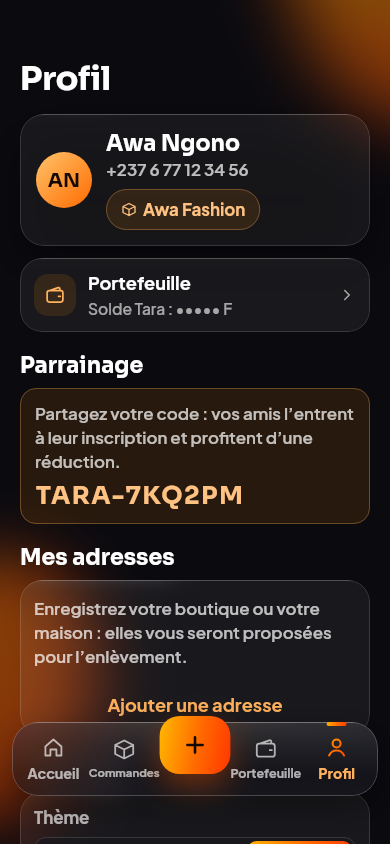 Profil
AN
Awa Ngono
+237 6 77 12 34 56
Awa Fashion
Portefeuille
Solde Tara : ••••• F
Parrainage
Partagez votre code : vos amis l’entrent
à leur inscription et profitent d’une
réduction.
TARA-7KQ2PM
Mes adresses
Enregistrez votre boutique ou votre
maison : elles vous seront proposées
pour l’enlèvement.
Ajouter une adresse
+
Accueil
Commandes
Portefeuille
Profil
Thème